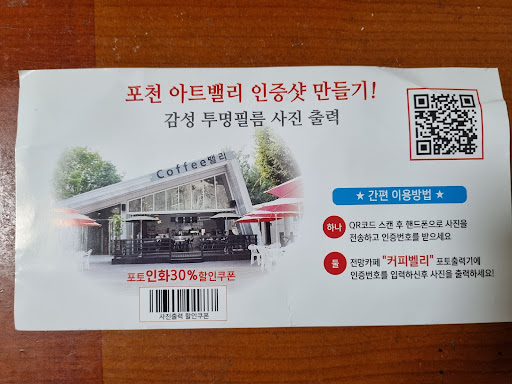 포천 아트밸리 인증샷 만들기!
감성 투명필름 사진 출력
Coffee밸리
★ 간편 이용방법 ★
하나 QR코드 스캔 후 핸드폰으로 사진을
전송하고 인증번호를 받으세요
둘 전망카페 "커피밸리" 포토출력기에
인증번호를 입력하신후 사진을 출력하세요!
포토인화30%할인쿠폰
사진출력 할인쿠폰